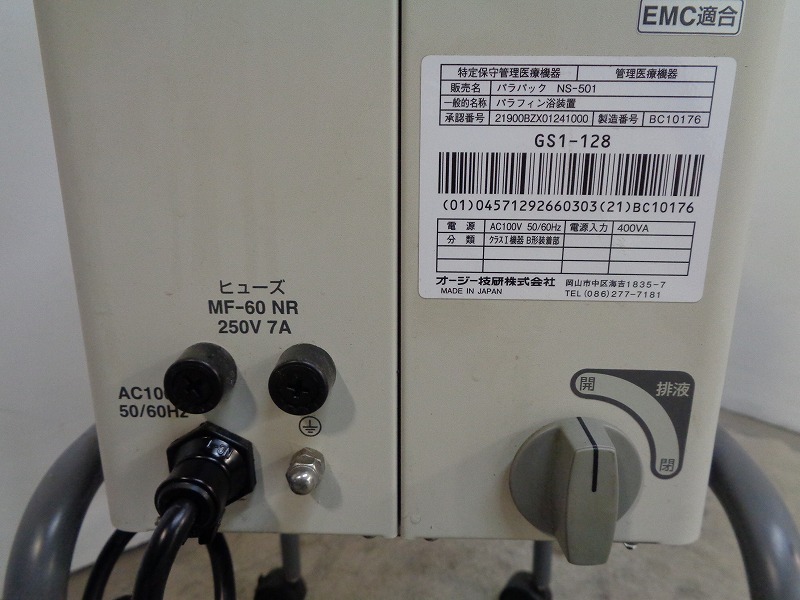 EMC適合
特定保守管理医療機器 管理医療機器
販売名 パラパック NS-501
一般的名称 パラフィン浴装置
承認番号 21900BZX01241000 製造番号 BC10176
GS1-128
(01)04571292660303(21)BC10176
電源 AC100V 50/60Hz 電源入力 400VA
分類 クラスⅠ機器 B形装着部
オージー技研株式会社 岡山市中区海吉1835-7
MADE IN JAPAN TEL(086)277-7181
ヒューズ
MF-60 NR
250V 7A
AC100
50/60Hz
開 排液
閉